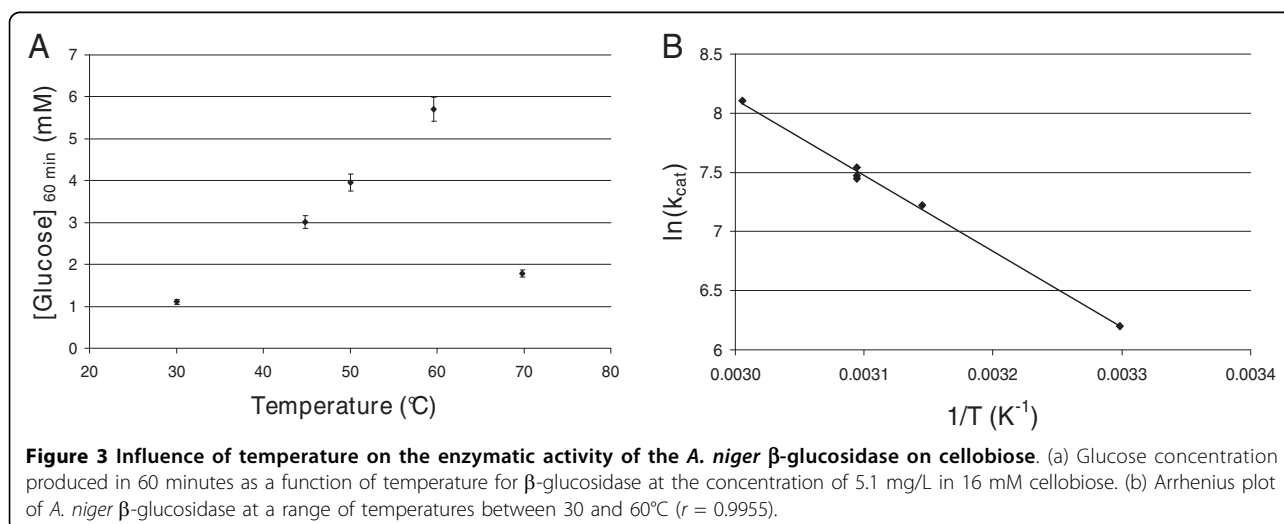 A
[Glucose] 60 min (mM)
7
6
5
4
3
2
1
0
20 30 40 50 60 70 80
Temperature (°C)
B
ln(kcat)
8.5
8
7.5
7
6.5
6
0.0030 0.0031 0.0032 0.0033 0.0034
1/T (K-1)
Figure 3 Influence of temperature on the enzymatic activity of the A. niger β-glucosidase on cellobiose. (a) Glucose concentration
produced in 60 minutes as a function of temperature for β-glucosidase at the concentration of 5.1 mg/L in 16 mM cellobiose. (b) Arrhenius plot
of A. niger β-glucosidase at a range of temperatures between 30 and 60°C (r = 0.9955).